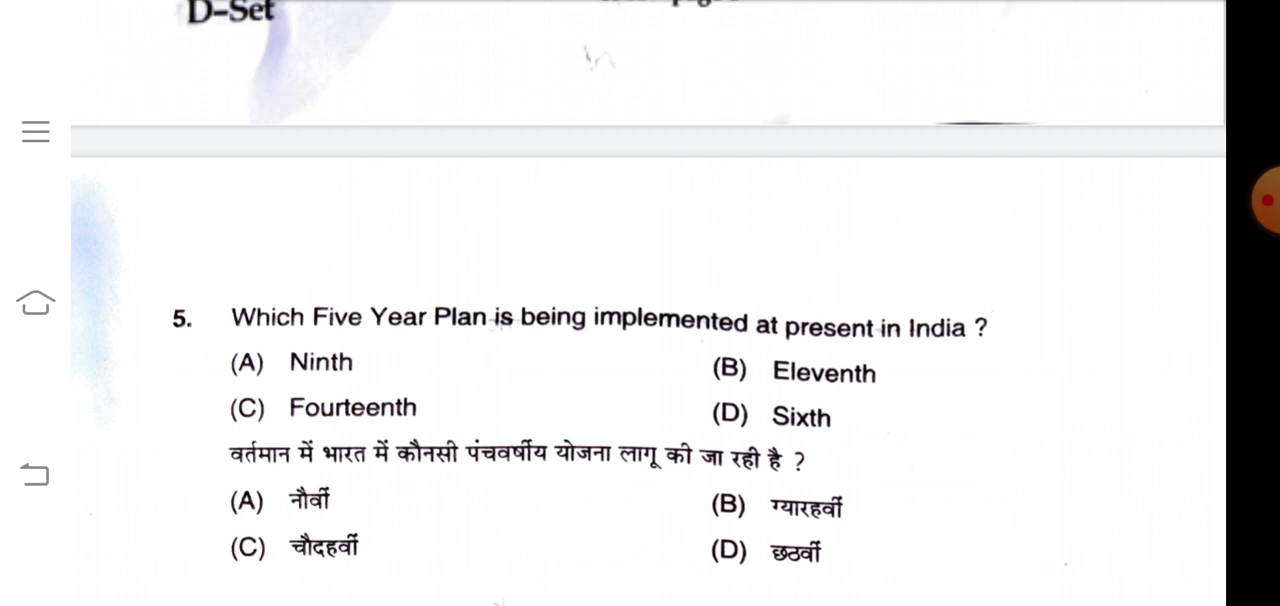 D-Set
5. Which Five Year Plan is being implemented at present in India ?
(A) Ninth (B) Eleventh
(C) Fourteenth (D) Sixth
वर्तमान में भारत में कौनसी पंचवर्षीय योजना लागू की जा रही है ?
(A) नौवीं (B) ग्यारहवीं
(C) चौदहवीं (D) छठवीं